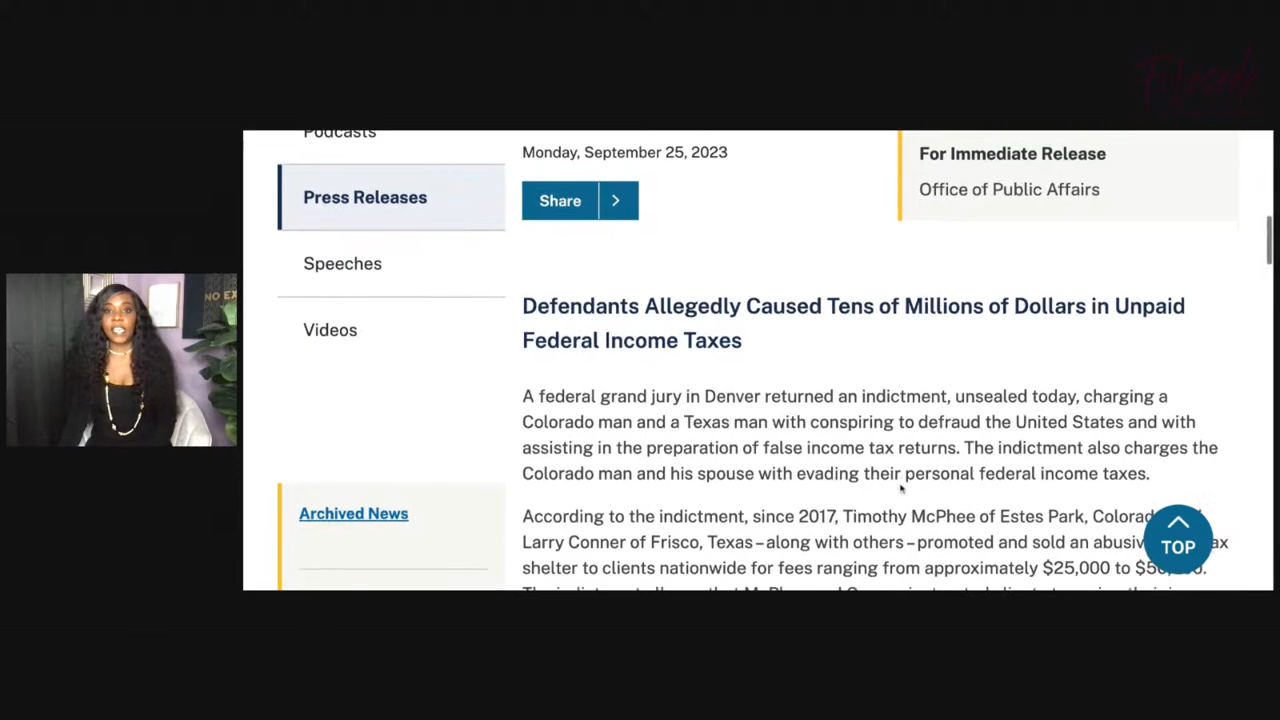 Podcasts
Press Releases
Speeches
Videos
Archived News
Monday, September 25, 2023
Share
For Immediate Release
Office of Public Affairs
Defendants Allegedly Caused Tens of Millions of Dollars in Unpaid
Federal Income Taxes
A federal grand jury in Denver returned an indictment, unsealed today, charging a
Colorado man and a Texas man with conspiring to defraud the United States and with
assisting in the preparation of false income tax returns. The indictment also charges the
Colorado man and his spouse with evading their personal federal income taxes.
According to the indictment, since 2017, Timothy McPhee of Estes Park,
Larry Conner of Frisco, Texas – along with others – promoted and sold an
shelter to clients nationwide for fees ranging from approximately $25,000 to
TOP
NO EX